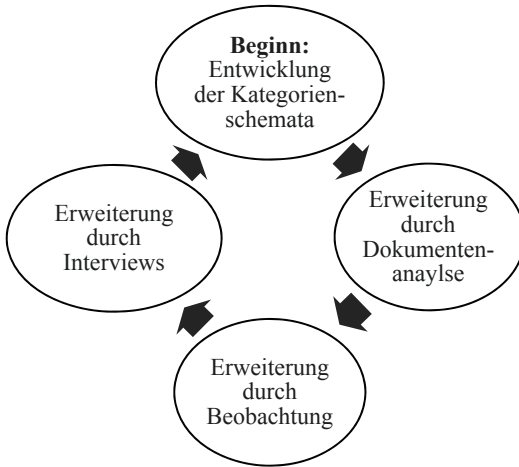 Beginn:
Entwicklung
der Kategorien-
schemata
Erweiterung
durch
Dokumenten-
anaylse
Erweiterung
durch
Beobachtung
Erweiterung
durch
Interviews